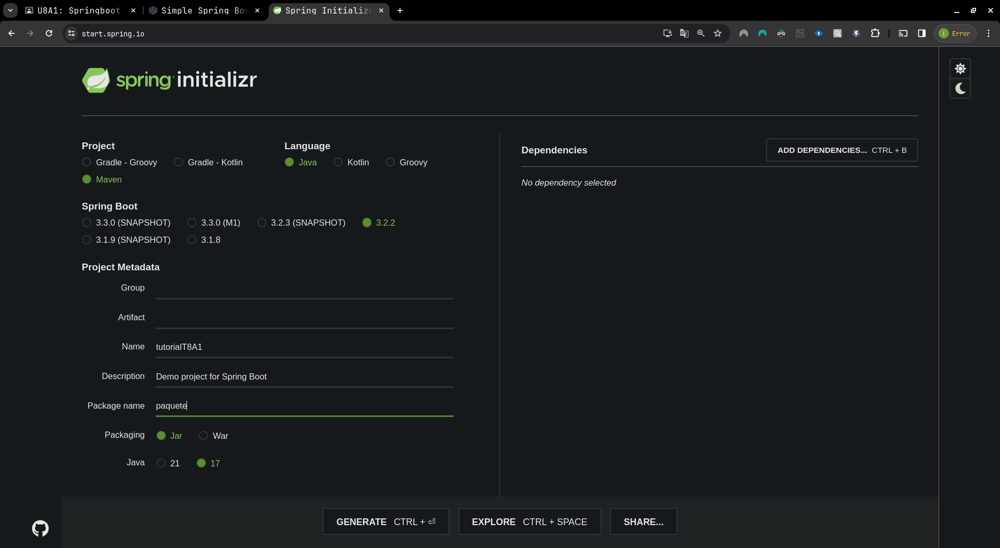 U8A1: Springboot
Simple Spring Boo
Spring Initializr
start.spring.io
Error
spring initializr
Project
Gradle - Groovy
Gradle - Kotlin
Maven
Language
Java
Kotlin
Groovy
Spring Boot
3.3.0 (SNAPSHOT)
3.3.0 (M1)
3.2.3 (SNAPSHOT)
3.2.2
3.1.9 (SNAPSHOT)
3.1.8
Project Metadata
Group
Artifact
Name tutorialT8A1
Description Demo project for Spring Boot
Package name paquete
Packaging Jar War
Java 21 17
Dependencies
ADD DEPENDENCIES... CTRL + B
No dependency selected
GENERATE CTRL + ⏎
EXPLORE CTRL + SPACE
SHARE...